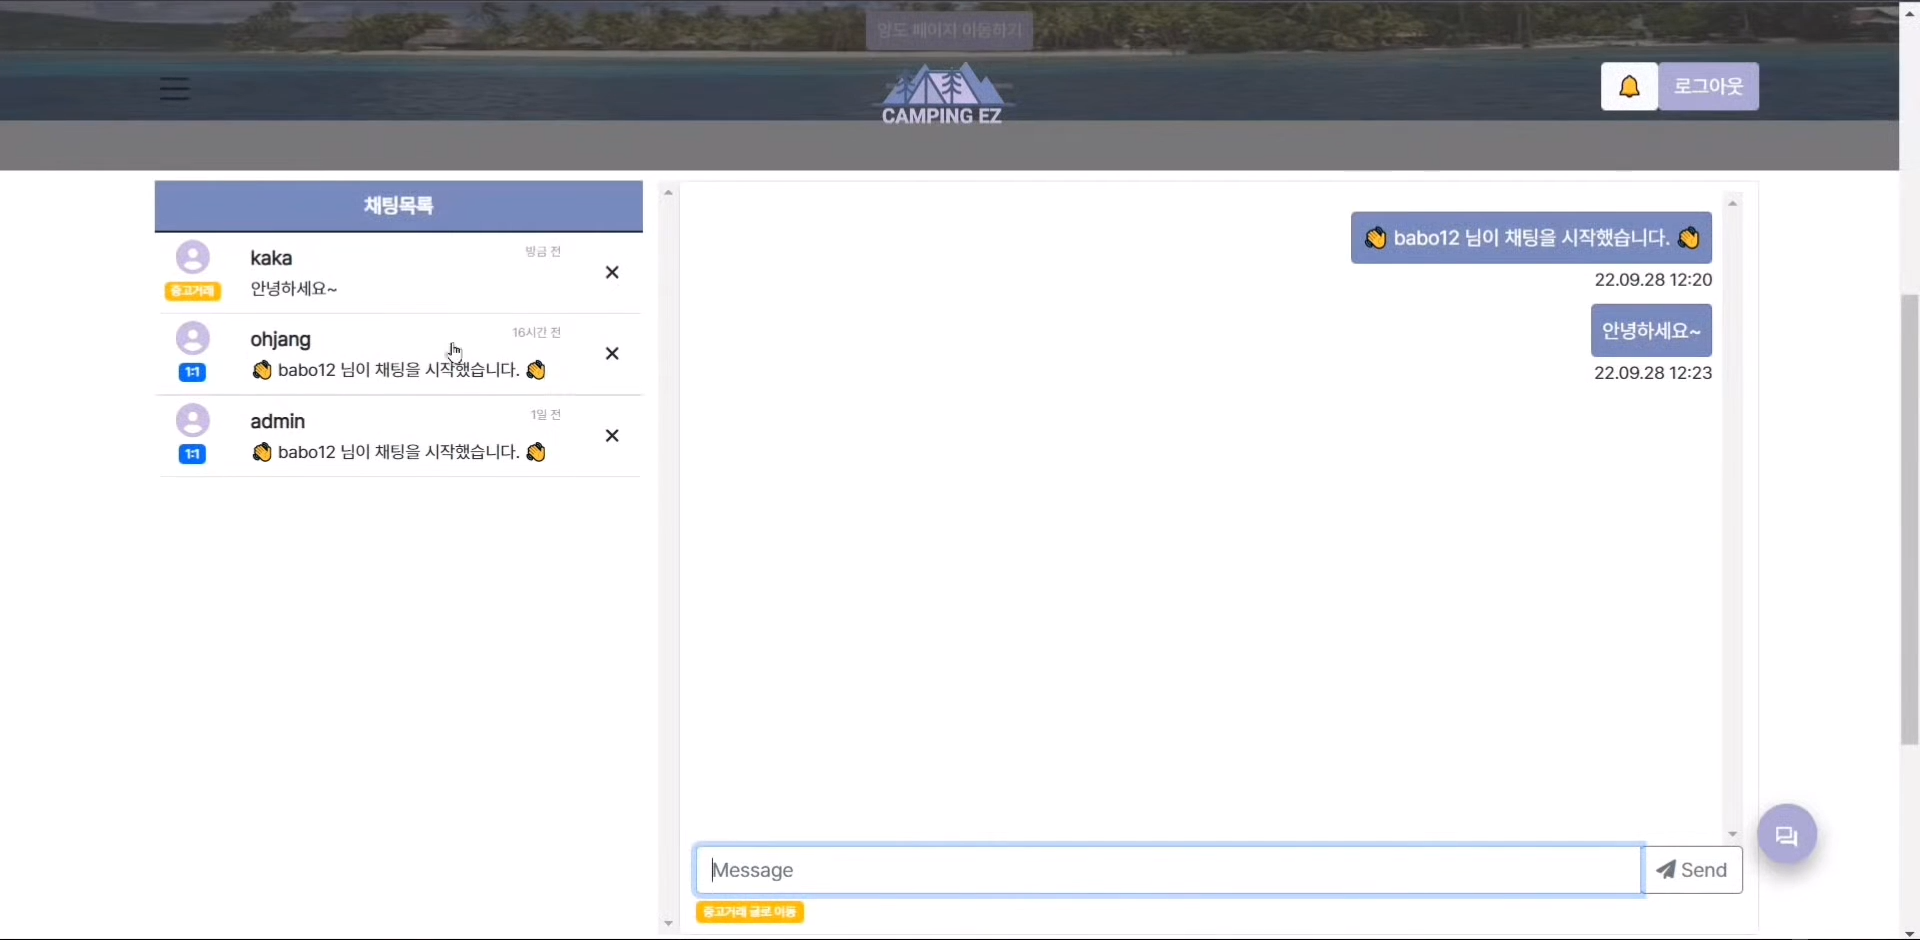 양도 페이지 이동하기
CAMPING EZ
로그아웃
채팅목록
kaka
방금 전
중고거래
안녕하세요~
ohjang
16시간 전
1:1
👋 babo12 님이 채팅을 시작했습니다. 👋
admin
1일 전
1:1
👋 babo12 님이 채팅을 시작했습니다. 👋
👋 babo12 님이 채팅을 시작했습니다. 👋
22.09.28 12:20
안녕하세요~
22.09.28 12:23
Message
Send
중고거래 글로 이동